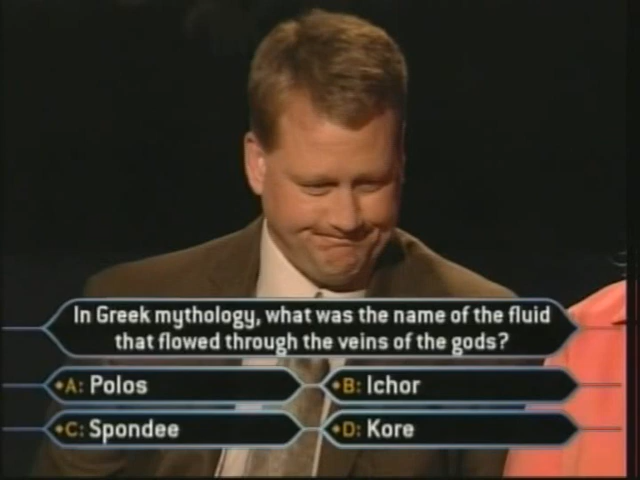 In Greek mythology, what was the name of the fluid
that flowed through the veins of the gods?
A: Polos
B: Ichor
C: Spondee
D: Kore